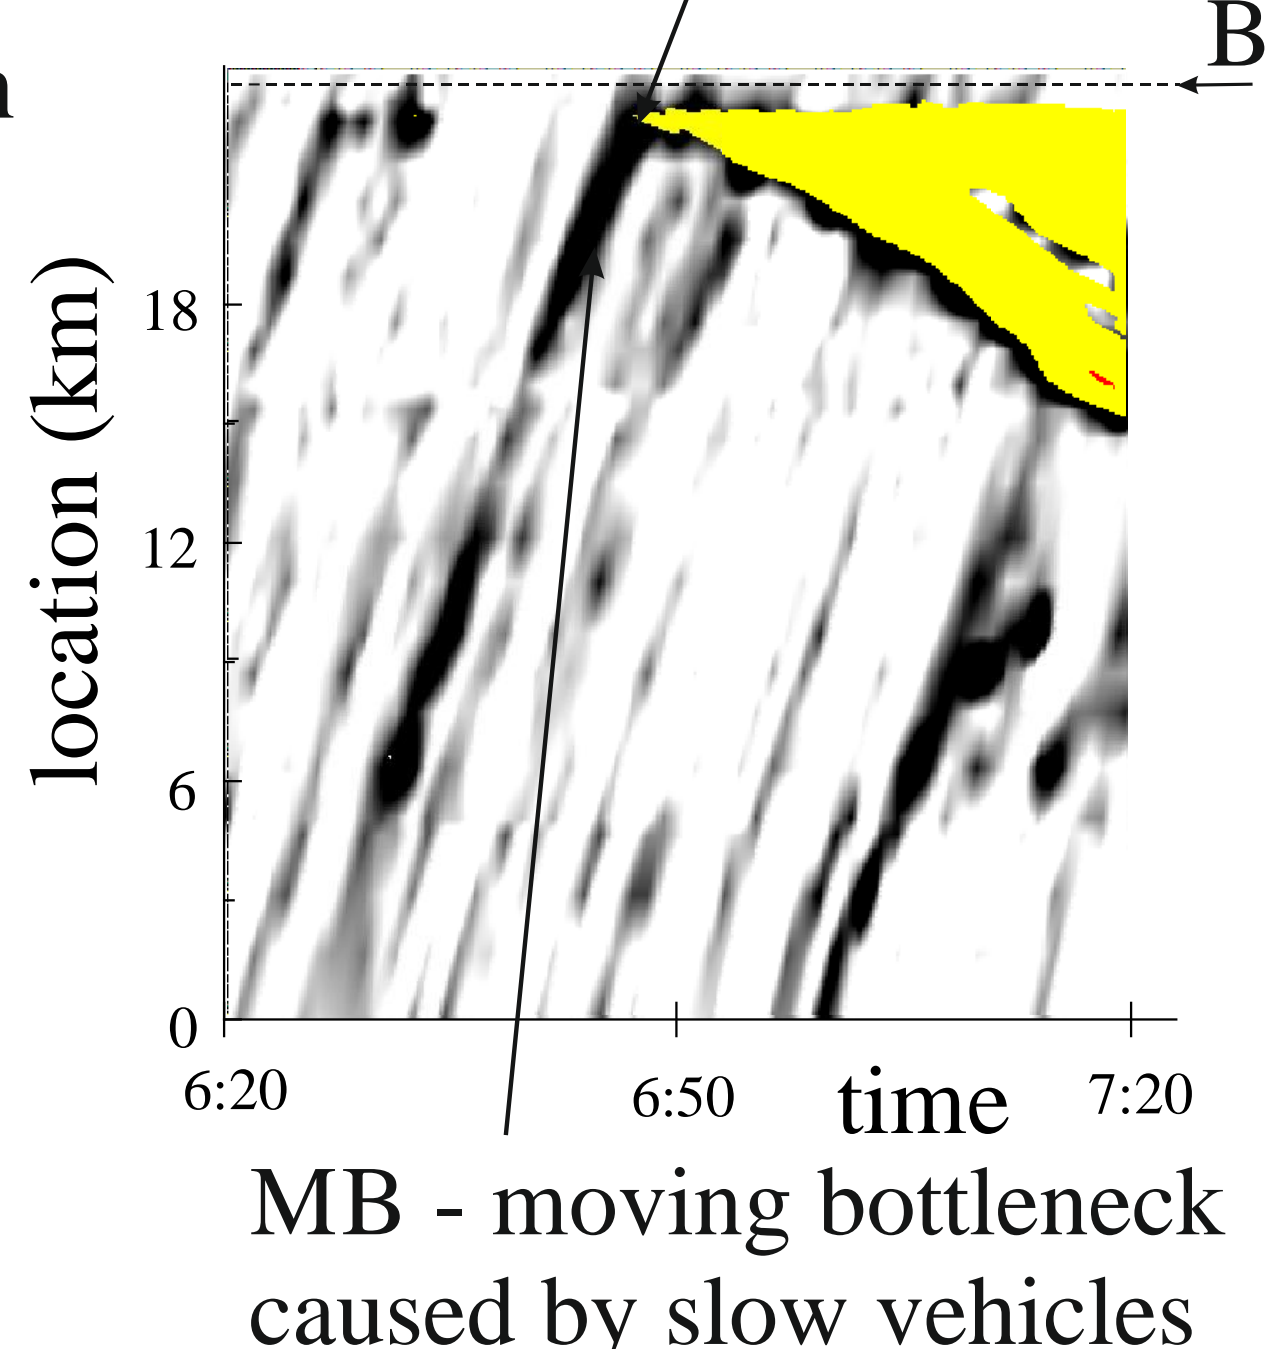 B
n
location (km)
18
12
6
0
6:20
6:50
time
7:20
MB - moving bottleneck
caused by slow vehicles